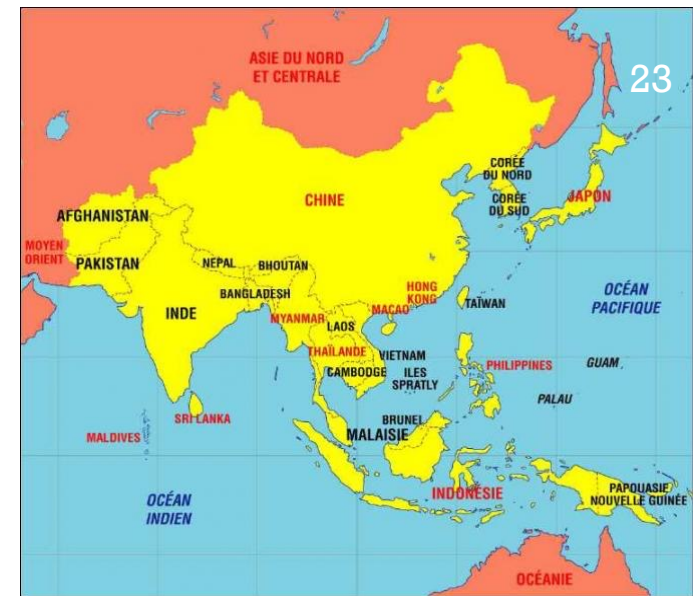 ASIE DU NORD
ET CENTRALE
23
CORÉE
DU NORD
CHINE
CORÉE
DU SUD
JAPON
AFGHANISTAN
MOYEN
ORIENT
PAKISTAN
NÉPAL
BHOUTAN
BANGLADESH
HONG
KONG
OCÉAN
PACIFIQUE
INDE
MYANMAR
MACAO
TAÏWAN
LAOS
THAÏLANDE
VIETNAM
CAMBODGE
ILES
SPRATLY
PHILIPPINES
GUAM
PALAU
SRI LANKA
MALDIVES
BRUNEI
MALAISIE
OCÉAN
INDIEN
INDONÉSIE
PAPOUASIE
NOUVELLE GUINÉE
OCÉANIE